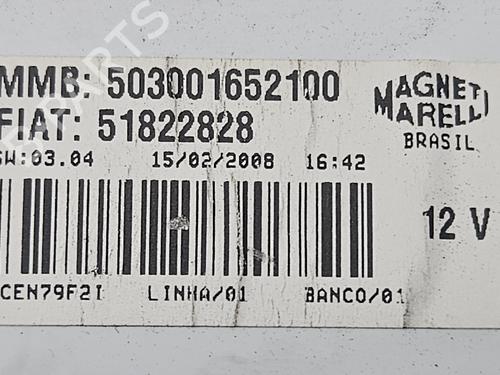 MMB: 503001652100
FIAT: 51822828
MAGNETI
MARELLI
BRASIL
SW:03.04 15/02/2008 16:42
12 V
CEN79F2I LINHA/01 BANCO/01